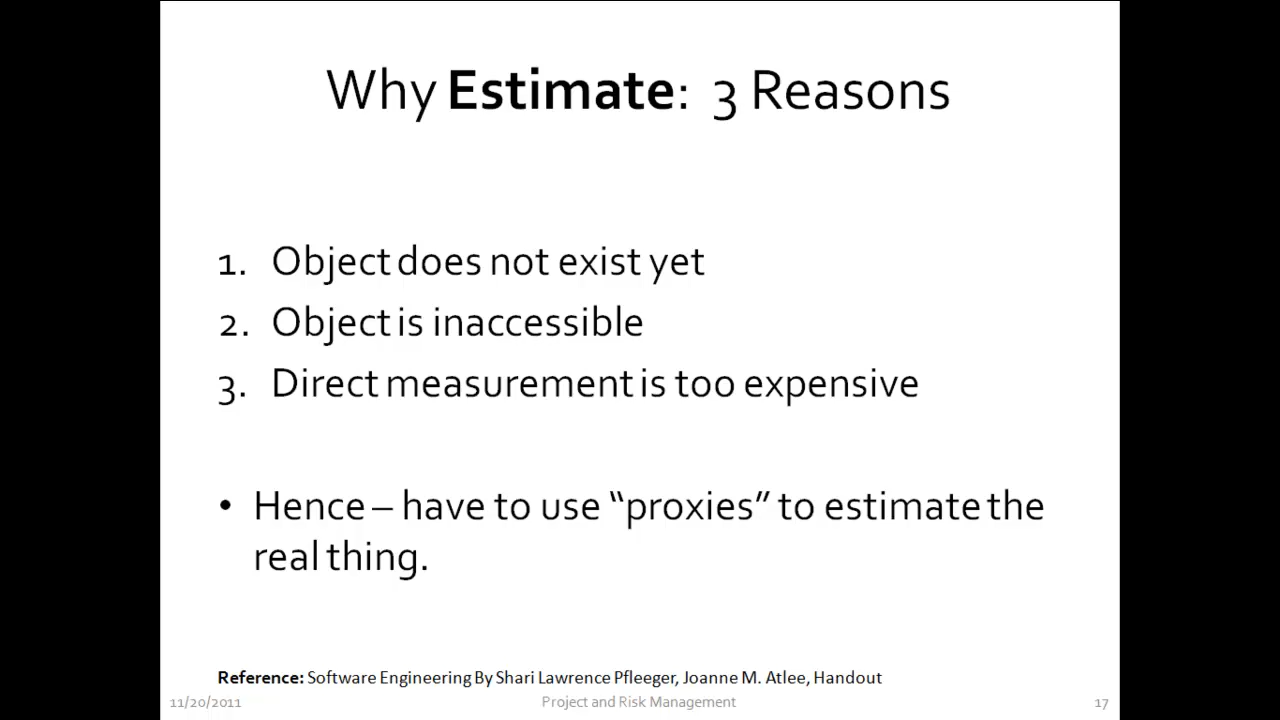 Why Estimate: 3 Reasons
1. Object does not exist yet
2. Object is inaccessible
3. Direct measurement is too expensive
• Hence – have to use “proxies” to estimate the
real thing.
Reference: Software Engineering By Shari Lawrence Pfleeger, Joanne M. Atlee, Handout
11/20/2011 Project and Risk Management 17